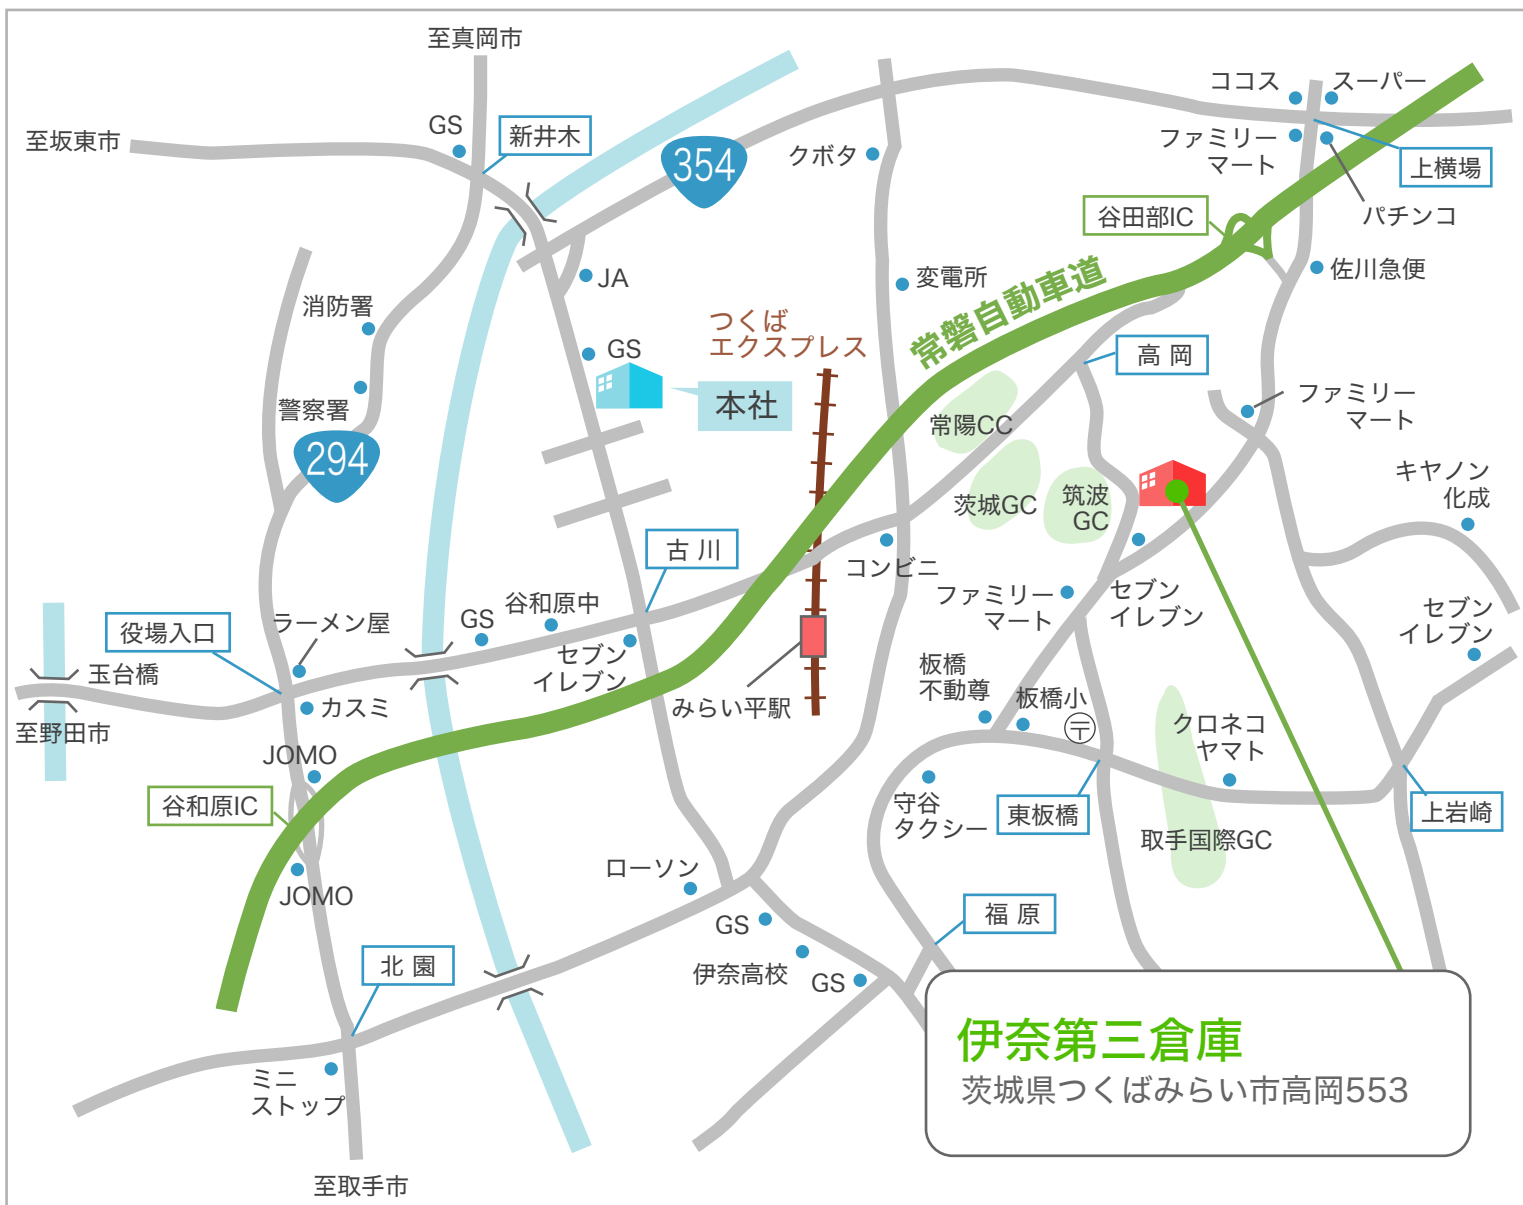 至真岡市
至坂東市
GS
新井木
354
クボタ
ココス
スーパー
ファミリー
マート
上横場
パチンコ
谷田部IC
佐川急便
JA
変電所
消防署
つくば
エクスプレス
常磐自動車道
GS
高 岡
本社
警察署
294
常陽CC
ファミリー
マート
茨城GC
筑波
GC
キヤノン
化成
古 川
コンビニ
谷和原中
GS
ファミリー
マート
セブン
イレブン
セブン
イレブン
役場入口
ラーメン屋
セブン
イレブン
玉台橋
カスミ
至野田市
みらい平駅
板橋
不動尊
板橋小
〒
クロネコ
ヤマト
JOMO
谷和原IC
守谷
タクシー
東板橋
上岩崎
取手国際GC
JOMO
ローソン
GS
福 原
北 園
伊奈高校
GS
ミニ
ストップ
至取手市
伊奈第三倉庫
茨城県つくばみらい市高岡553